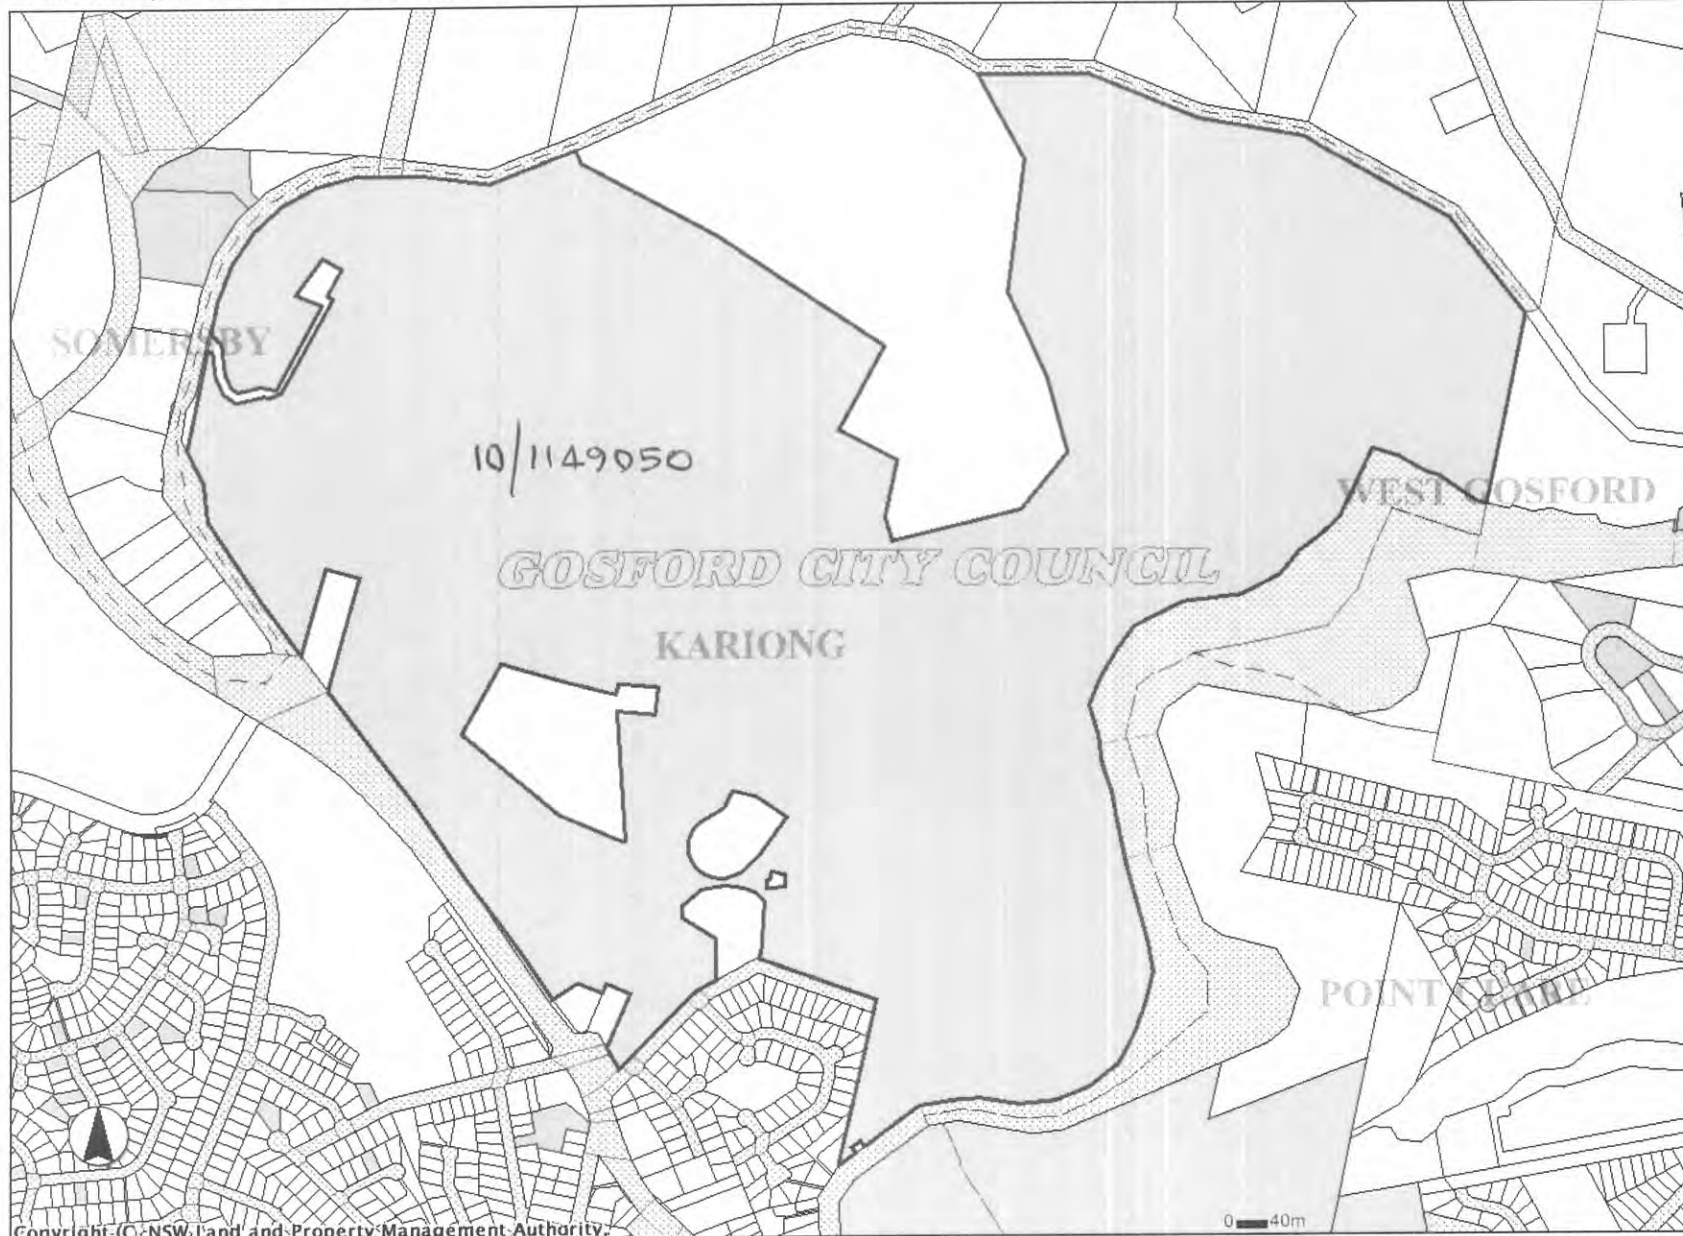 SOMERSBY
10/1149050
WEST GOSFORD
GOSFORD CITY COUNCIL
KARIONG
POINT CLARE
0 40m
Copyright (C) NSW Land and Property Management Authority.